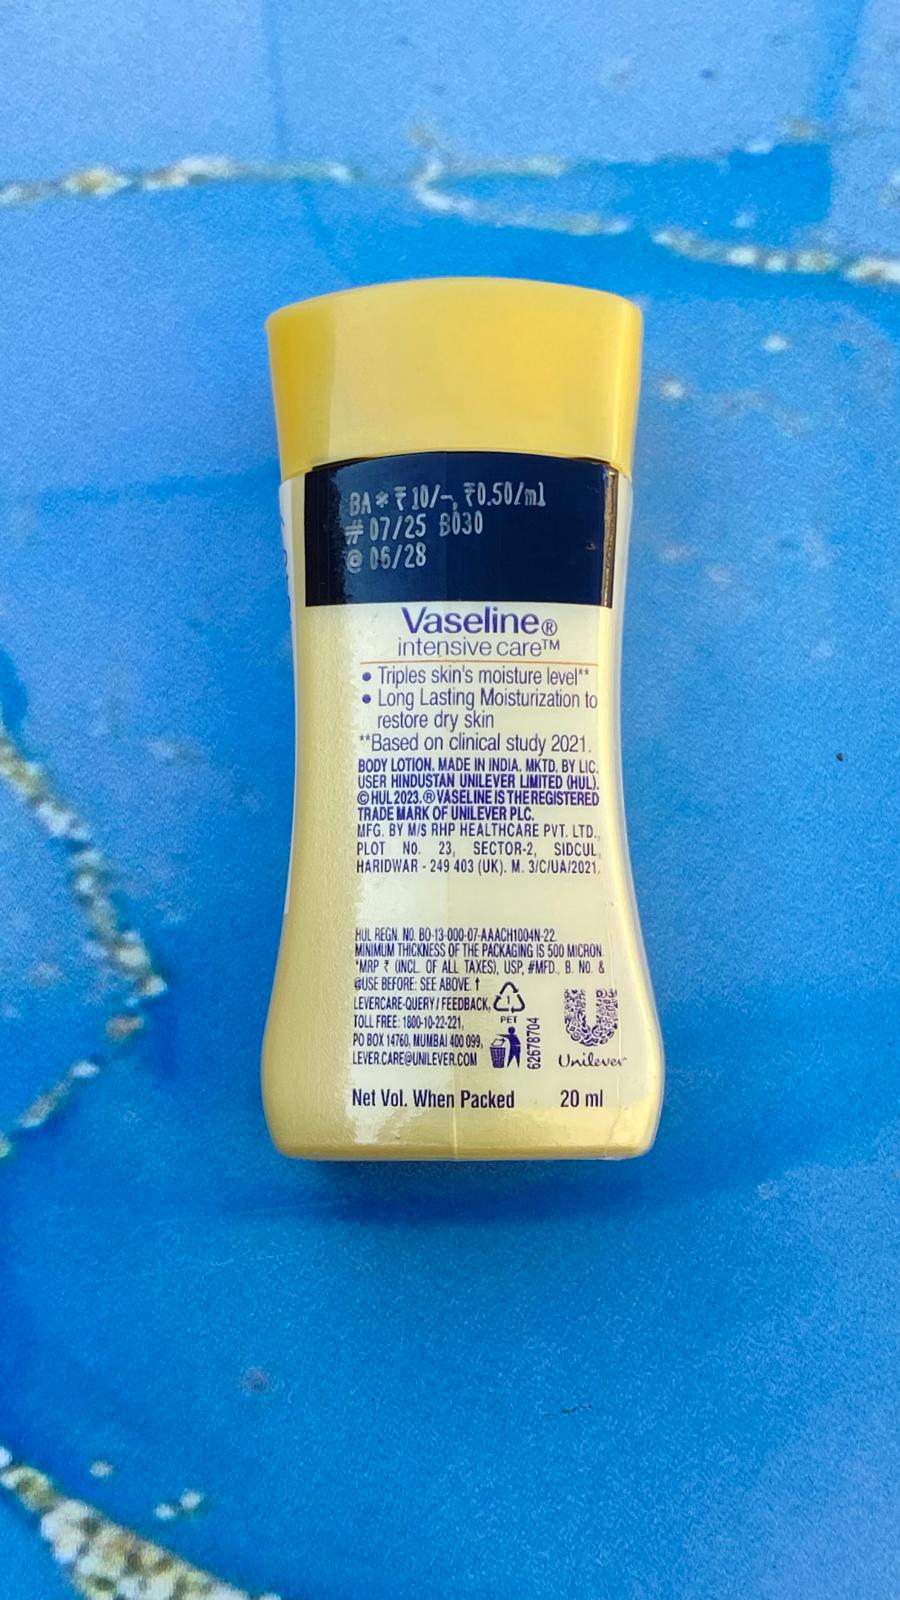 BA * ₹ 10/-, ₹0.50/ml
# 07/25 B030
@ 06/28
Vaseline®
intensive care™
• Triples skin's moisture level**
• Long Lasting Moisturization to
restore dry skin
**Based on clinical study 2021.
BODY LOTION. MADE IN INDIA. MKTD. BY LIC.
USER HINDUSTAN UNILEVER LIMITED (HUL).
© HUL 2023. ® VASELINE IS THE REGISTERED
TRADE MARK OF UNILEVER PLC.
MFG. BY M/S RHP HEALTHCARE PVT. LTD.,
PLOT No. 23, SECTOR-2, SIDCUL,
HARIDWAR - 249 403 (UK). M. 3/C/UA/2021.
HUL REGN. NO. BO-13-000-07-AAACH1004N-22.
MINIMUM THICKNESS OF THE PACKAGING IS 500 MICRON.
*MRP ₹ (INCL. OF ALL TAXES), USP, #MFD., B. NO. &
@USE BEFORE: SEE ABOVE ↑
LEVERCARE-QUERY / FEEDBACK,
TOLL FREE: 1800-10-22-221,
PO BOX 14760, MUMBAI 400 099,
LEVER.CARE@UNILEVER.COM
1
PET
62678704
Unilever
Net Vol. When Packed 20 ml